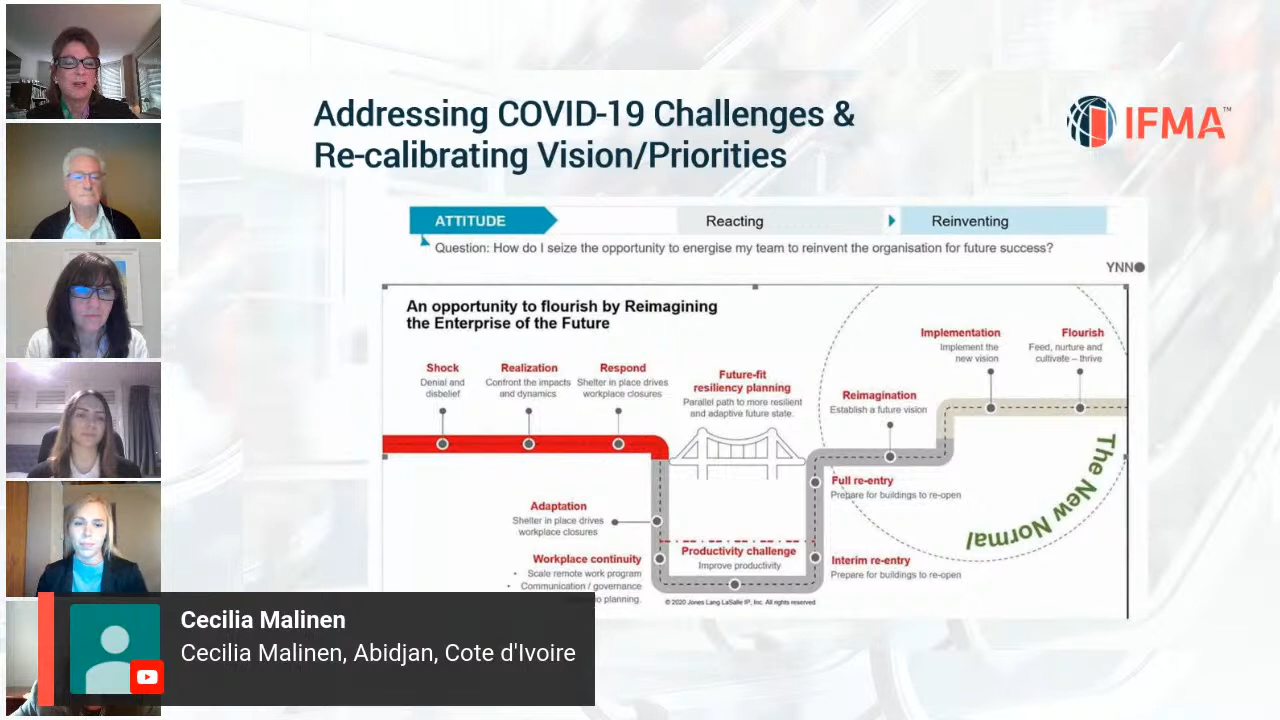 Addressing COVID-19 Challenges &
Re-calibrating Vision/Priorities
IFMA™
ATTITUDE
Reacting
Reinventing
Question: How do I seize the opportunity to energise my team to reinvent the organisation for future success?
YNN
An opportunity to flourish by Reimagining
the Enterprise of the Future
Shock
Denial and
disbelief
Realization
Confront the impacts
and dynamics
Respond
Shelter in place drives
workplace closures
Future-fit
resiliency planning
Parallel path to more resilient
and adaptive future state.
Reimagination
Establish a future vision
Implementation
Implement the
new vision
Flourish
Feed, nurture and
cultivate – thrive
The New Normal
Adaptation
Shelter in place drives
workplace closures
Workplace continuity
• Scale remote work program
• Communication / governance
planning.
Productivity challenge
Improve productivity
Full re-entry
Prepare for buildings to re-open
Interim re-entry
Prepare for buildings to re-open
© 2020 Jones Lang LaSalle IP, Inc. All rights reserved
Cecilia Malinen
Cecilia Malinen, Abidjan, Cote d'Ivoire